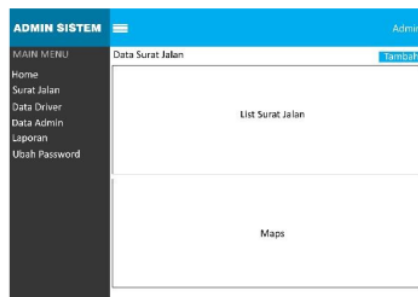 ADMIN SISTEM
Admin
MAIN MENU
Data Surat Jalan
Tambah
Home
Surat Jalan
Data Driver
Data Admin
Laporan
Ubah Password
List Surat Jalan
Maps